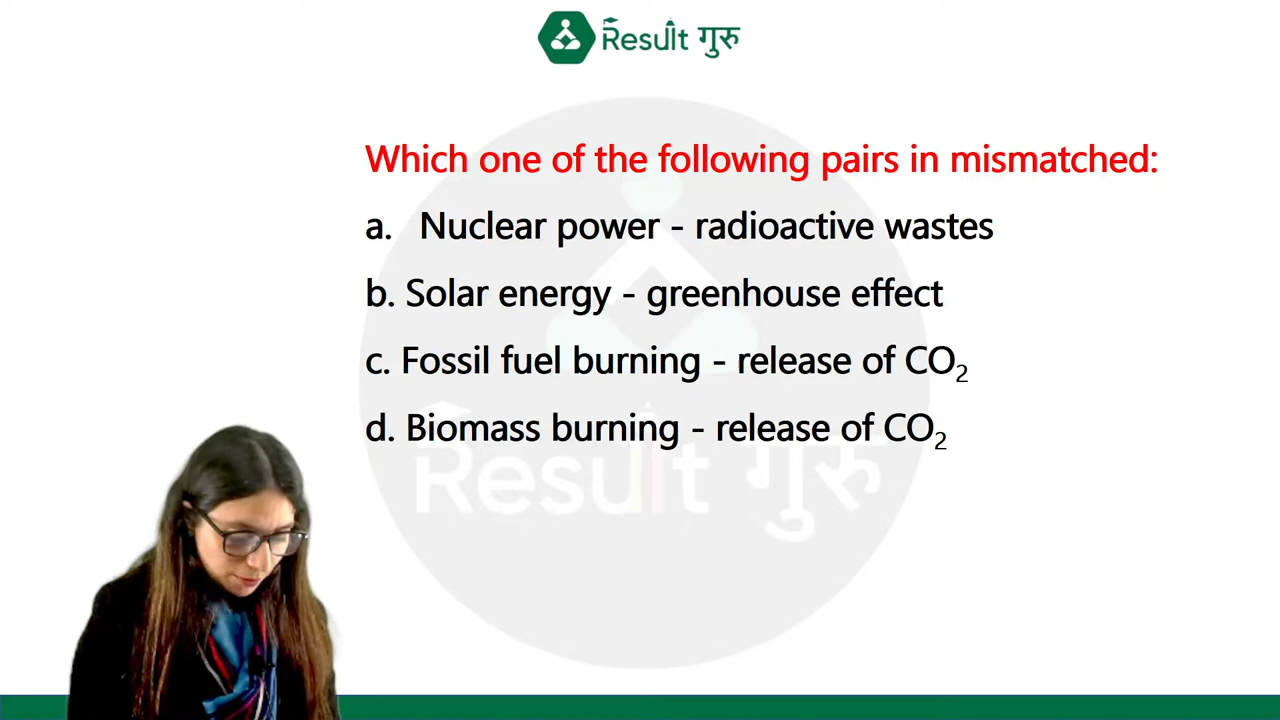 Result गुरु
Which one of the following pairs in mismatched:
a. Nuclear power - radioactive wastes
b. Solar energy - greenhouse effect
c. Fossil fuel burning - release of CO₂
d. Biomass burning - release of CO₂
Result गुरु